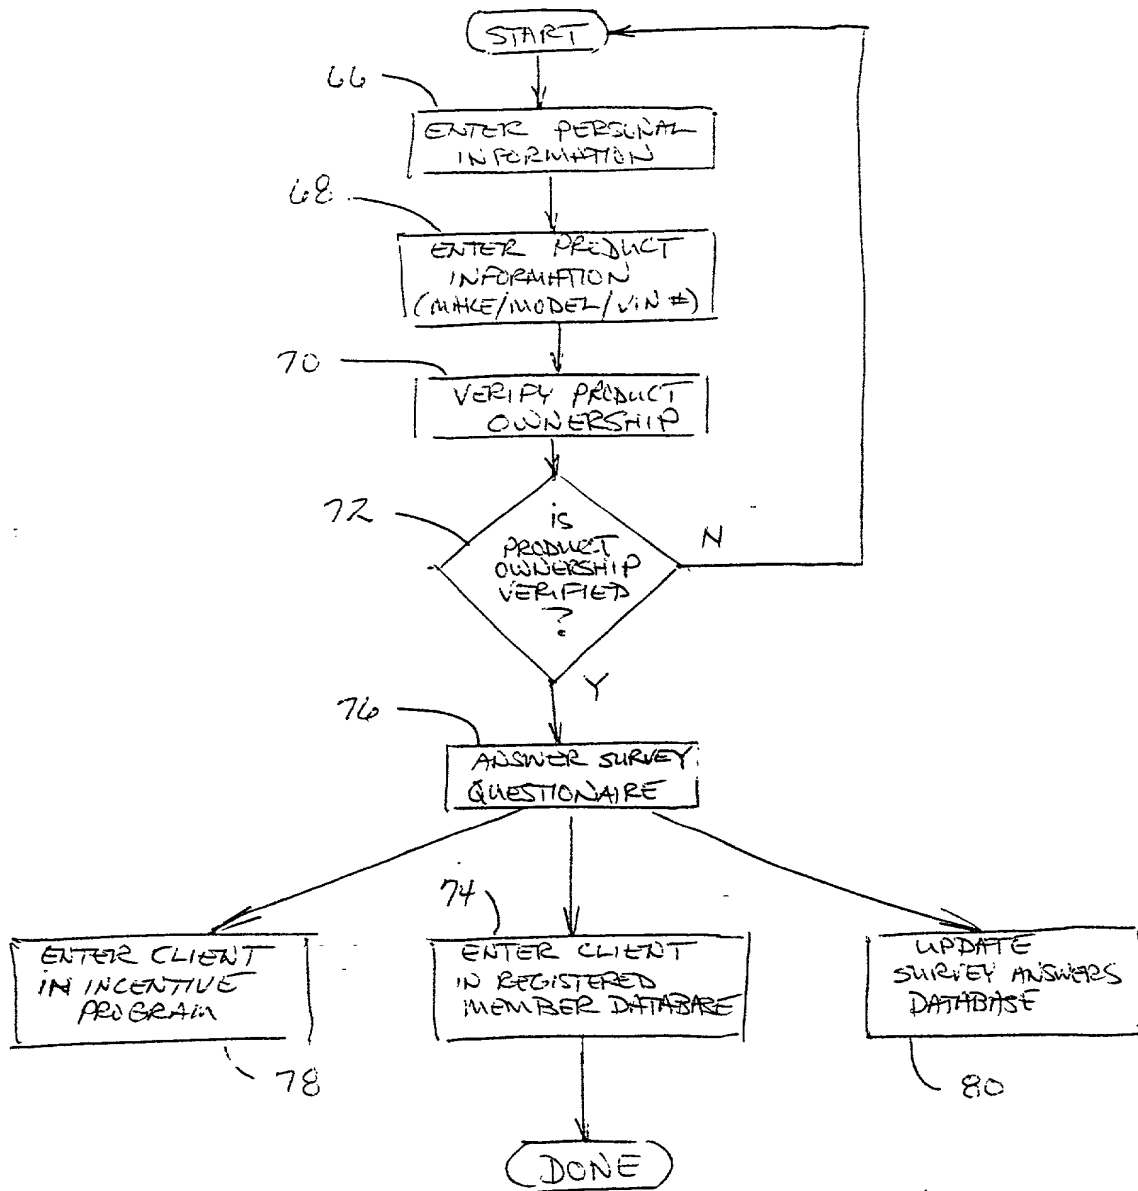 START
66
ENTER PERSONAL
INFORMATION
68
ENTER PRODUCT
INFORMATION
(MAKE/MODEL/VIN #)
70
VERIFY PRODUCT
OWNERSHIP
72
is
PRODUCT
OWNERSHIP
VERIFIED
?
N
Y
76
ANSWER SURVEY
QUESTIONAIRE
74
ENTER CLIENT
IN INCENTIVE
PROGRAM
78
ENTER CLIENT
IN REGISTERED
MEMBER DATABASE
UPDATE
SURVEY ANSWERS
DATABASE
80
DONE